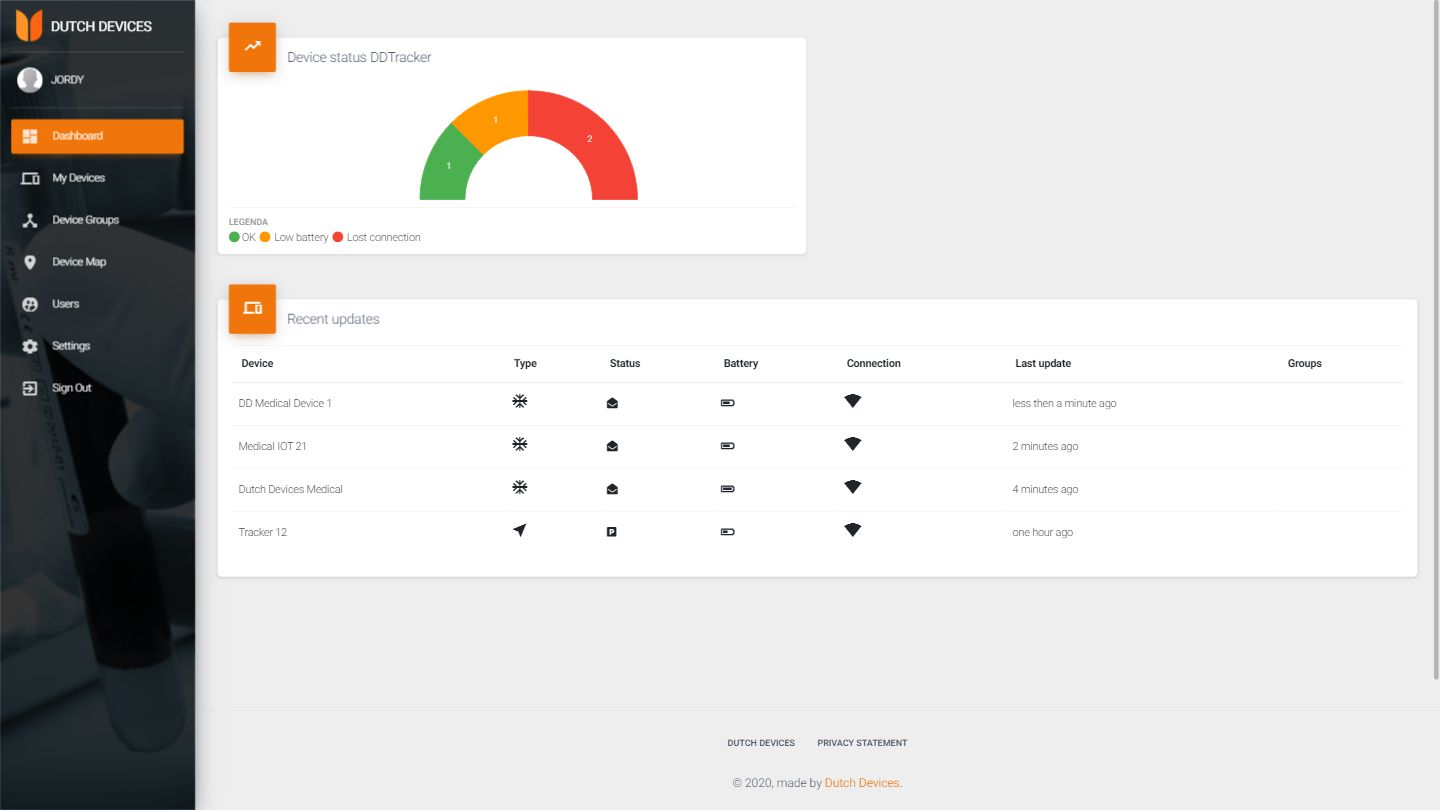 DUTCH DEVICES
JORDY
Dashboard
My Devices
Device Groups
Device Map
Users
Settings
Sign Out
Device status DDTracker
1
1
2
LEGENDA
OK Low battery Lost connection
Recent updates
Device Type Status Battery Connection Last update Groups
DD Medical Device 1 less then a minute ago
Medical IOT 21 2 minutes ago
Dutch Devices Medical 4 minutes ago
Tracker 12 P one hour ago
DUTCH DEVICES PRIVACY STATEMENT
© 2020, made by Dutch Devices.